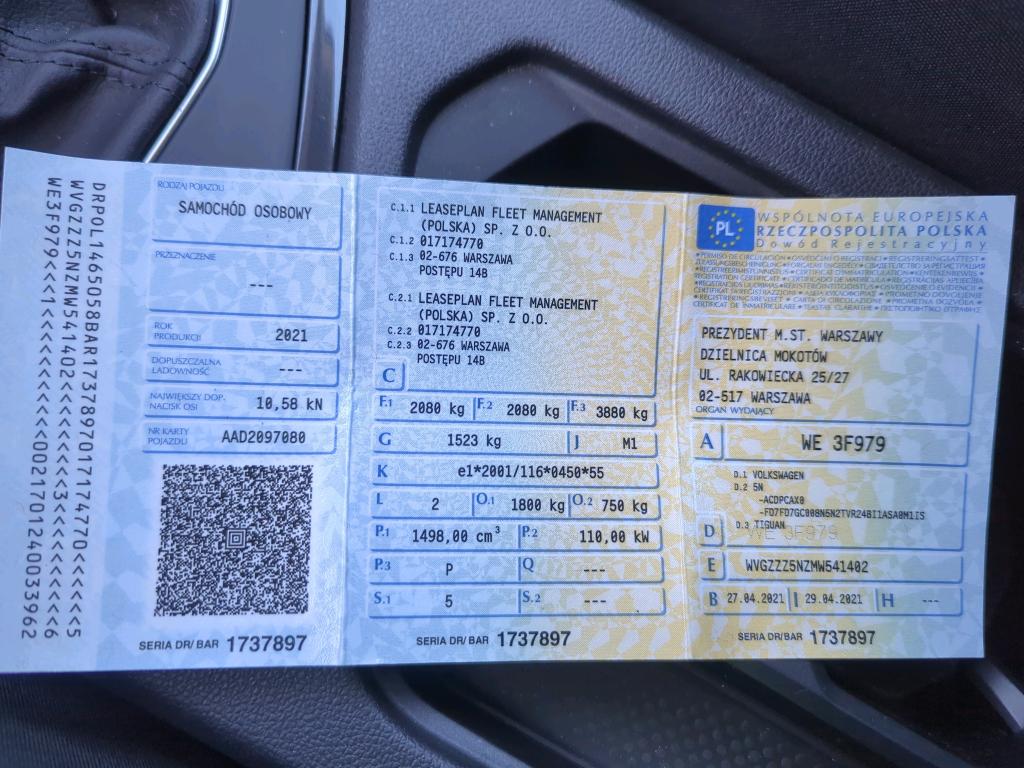 DRPOL1465058BAR1737897017174770<<<<<5
WVGZZZ5NZMW541402<<<<<<3<<<<<<<<<<<<6
WE3F979<<1<<<<<<<<<<0021701240033962
RODZAJ POJAZDU
SAMOCHÓD OSOBOWY
PRZEZNACZENIE
---
ROK
PRODUKCJI 2021
DOPUSZCZALNA
ŁADOWNOŚĆ ---
NAJWIĘKSZY DOP.
NACISK OSI 10,58 kN
NR KARTY
POJAZDU AAD2097080
SERIA DR/BAR 1737897
C.1.1 LEASEPLAN FLEET MANAGEMENT
(POLSKA) SP. Z O.O.
C.1.2 017174770
C.1.3 02-676 WARSZAWA
POSTĘPU 14B
C.2.1 LEASEPLAN FLEET MANAGEMENT
(POLSKA) SP. Z O.O.
C.2.2 017174770
C.2.3 02-676 WARSZAWA
POSTĘPU 14B
C
F.1 2080 kg F.2 2080 kg F.3 3880 kg
G 1523 kg J M1
K e1*2001/116*0450*55
L 2 O.1 1800 kg O.2 750 kg
P.1 1498,00 cm³ P.2 110,00 kW
P.3 P Q ---
S.1 5 S.2 ---
SERIA DR/BAR 1737897
PL
WSPÓLNOTA EUROPEJSKA
RZECZPOSPOLITA POLSKA
Dowód Rejestracyjny
PREZYDENT M.ST. WARSZAWY
DZIELNICA MOKOTÓW
UL. RAKOWIECKA 25/27
02-517 WARSZAWA
ORGAN WYDAJĄCY
A WE 3F979
D.1 VOLKSWAGEN
D.2 5N
-ACDPCAX0
-FD7FD7GC008N5N2TVR24BI1ASA0M1IS
D D.3 TIGUAN
WE 3F979
E WVGZZZ5NZMW541402
B 27.04.2021 I 29.04.2021 H ---
SERIA DR/BAR 1737897